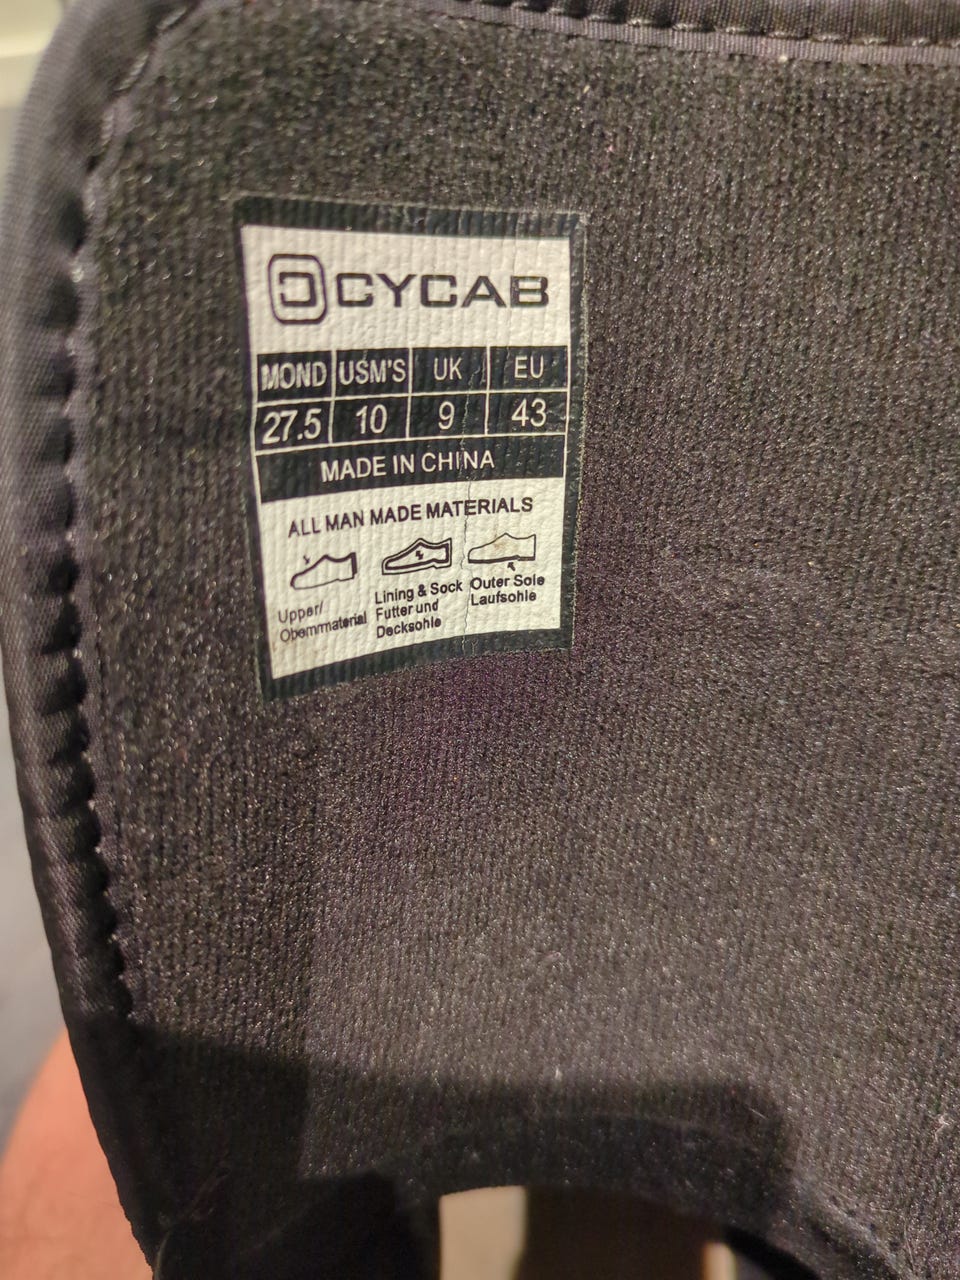 CYCAB
MOND USM'S UK EU
27.5 10 9 43
MADE IN CHINA
ALL MAN MADE MATERIALS
Upper/
Obemmaterial
Lining & Sock
Futter und
Decksohle
Outer Sole
Laufsohle